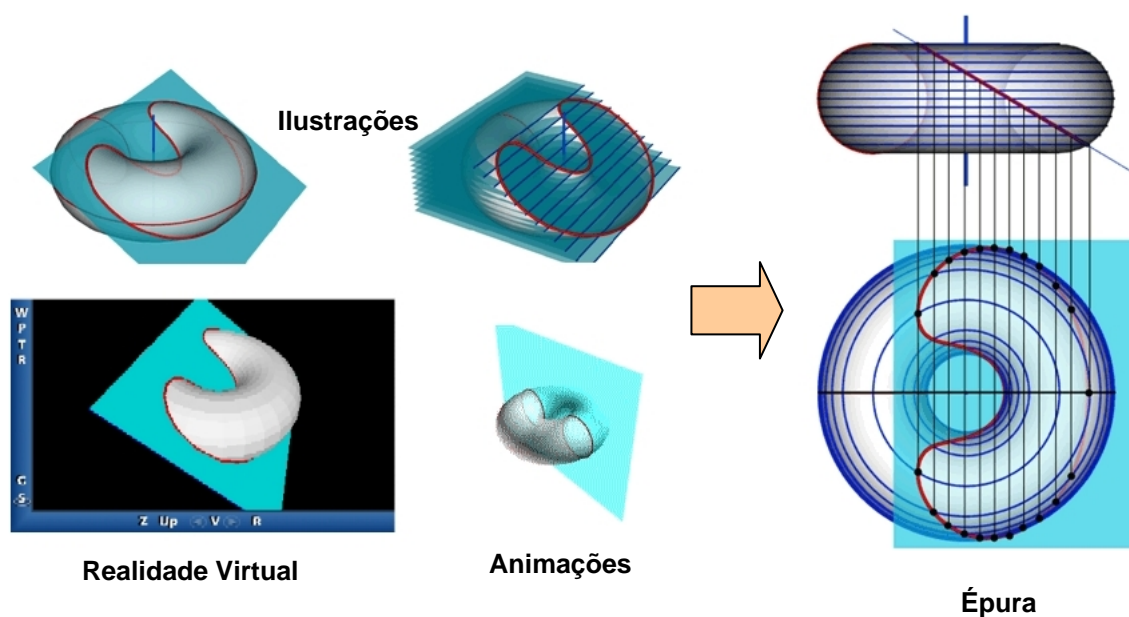 Ilustrações
W
P
T
R
G
S
Z Up V R
Realidade Virtual
Animações
Épura